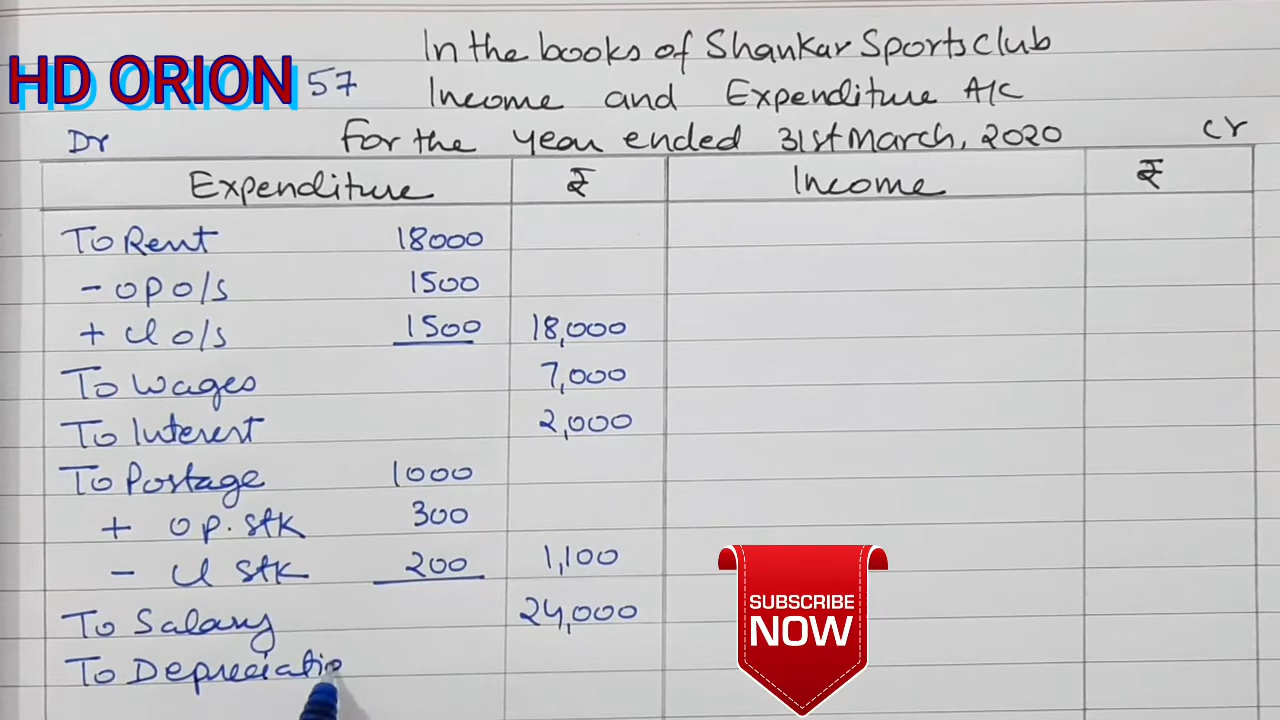 In the books of Shankar Sports club
HD ORION 57 Income and Expenditure A/C
Dr For the year ended 31st March, 2020 Cr
Expenditure ₹ Income ₹
To Rent 18000
- op o/s 1500
+ Cl o/s 1500 18,000
To Wages 7,000
To Interest 2,000
To Postage 1000
+ op. stk 300
- Cl stk 200 1,100
To Salary 24,000
To Depreciatio
SUBSCRIBE
NOW